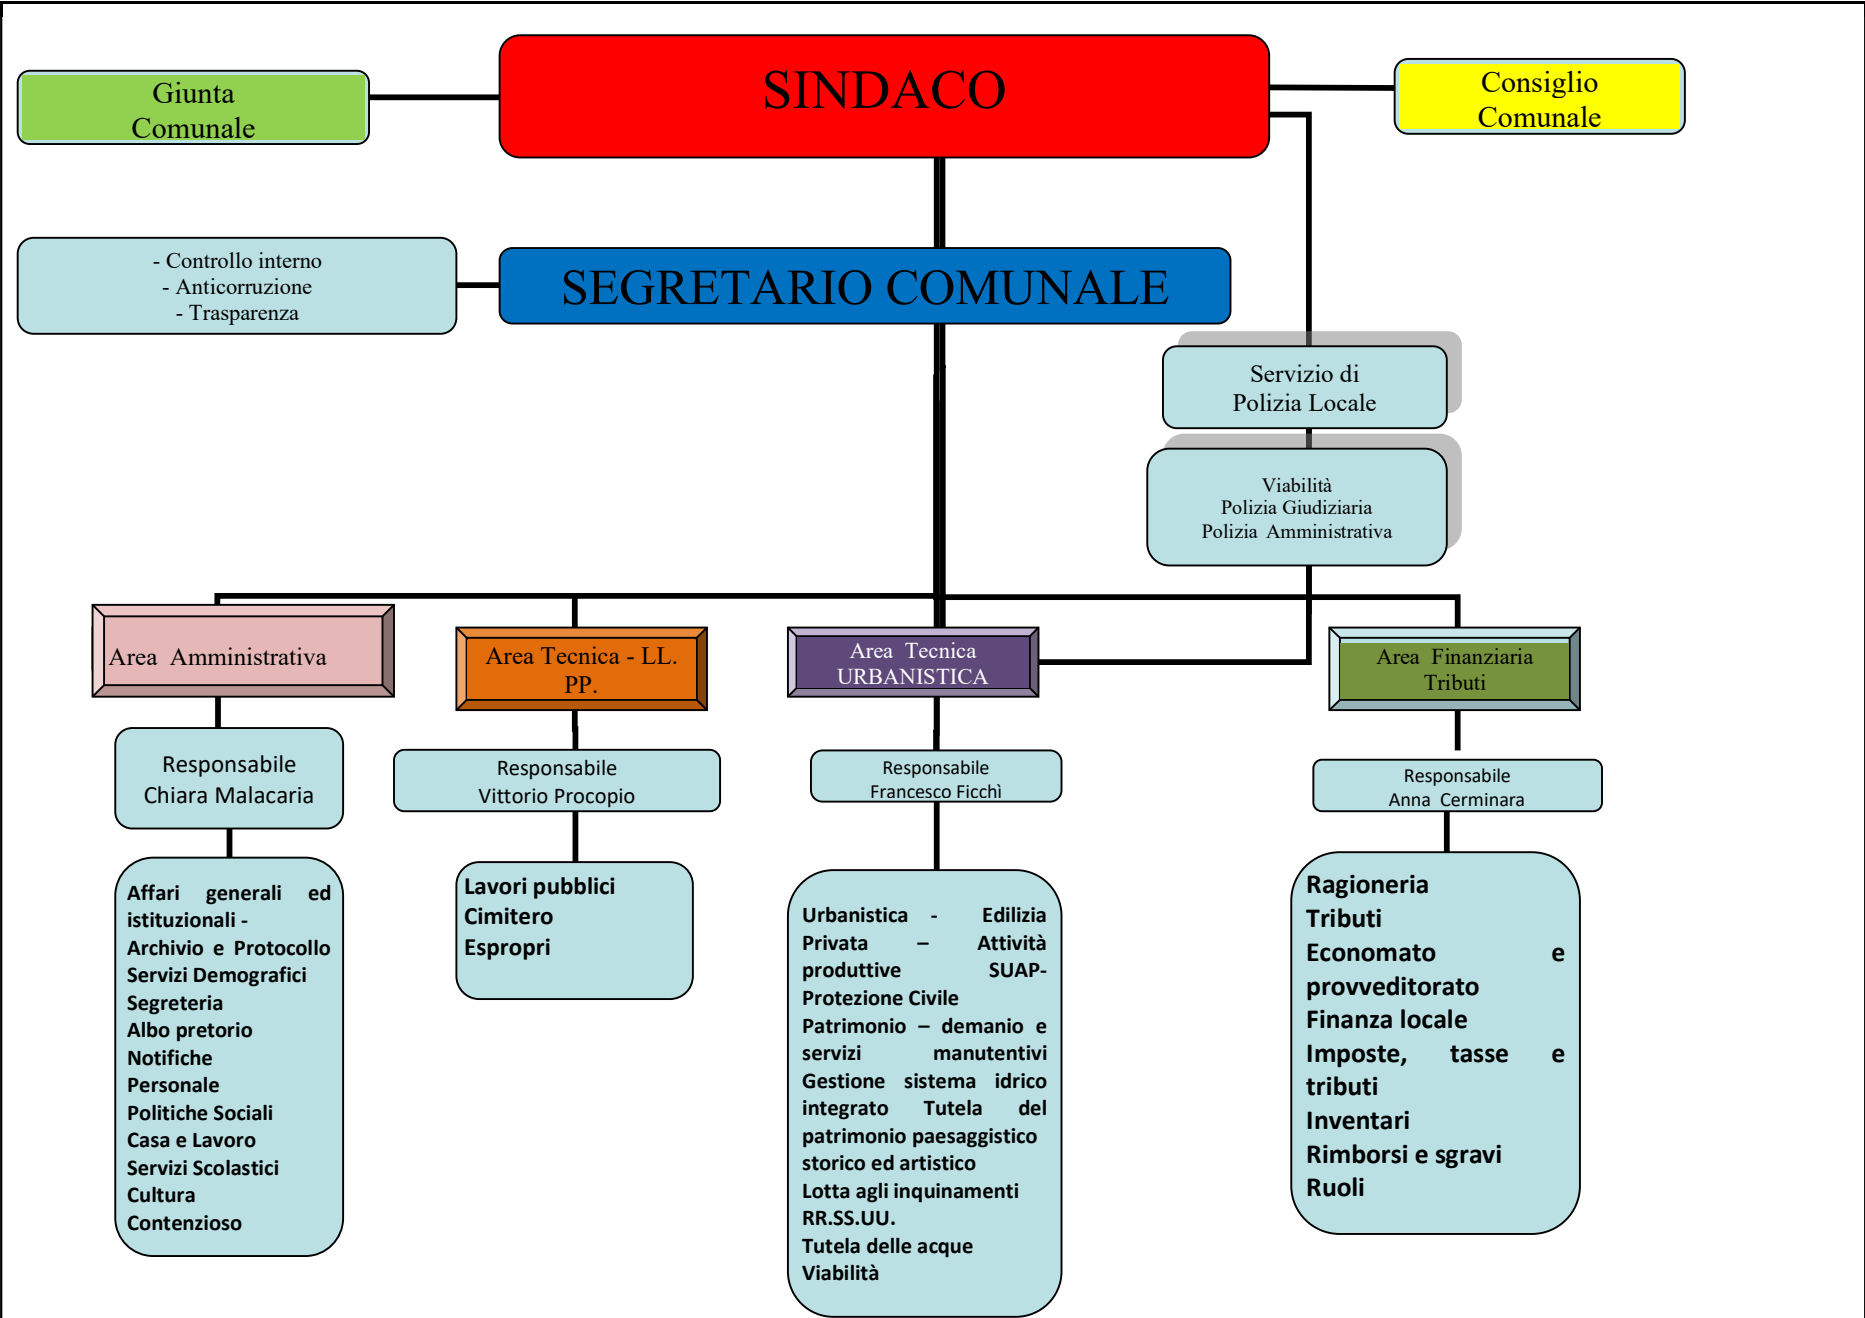 SINDACO
Giunta
Comunale
Consiglio
Comunale
- Controllo interno
- Anticorruzione
- Trasparenza
SEGRETARIO COMUNALE
Servizio di
Polizia Locale
Viabilità
Polizia Giudiziaria
Polizia Amministrativa
Area Amministrativa
Area Tecnica - LL.
PP.
Area Tecnica
URBANISTICA
Area Finanziaria
Tributi
Responsabile
Chiara Malacaria
Responsabile
Vittorio Procopio
Responsabile
Francesco Ficchì
Responsabile
Anna Cerminara
Affari generali ed
istituzionali -
Archivio e Protocollo
Servizi Demografici
Segreteria
Albo pretorio
Notifiche
Personale
Politiche Sociali
Casa e Lavoro
Servizi Scolastici
Cultura
Contenzioso
Lavori pubblici
Cimitero
Espropri
Urbanistica - Edilizia
Privata – Attività
produttive SUAP-
Protezione Civile
Patrimonio – demanio e
servizi manutentivi
Gestione sistema idrico
integrato Tutela del
patrimonio paesaggistico
storico ed artistico
Lotta agli inquinamenti
RR.SS.UU.
Tutela delle acque
Viabilità
Ragioneria
Tributi
Economato e
provveditorato
Finanza locale
Imposte, tasse e
tributi
Inventari
Rimborsi e sgravi
Ruoli